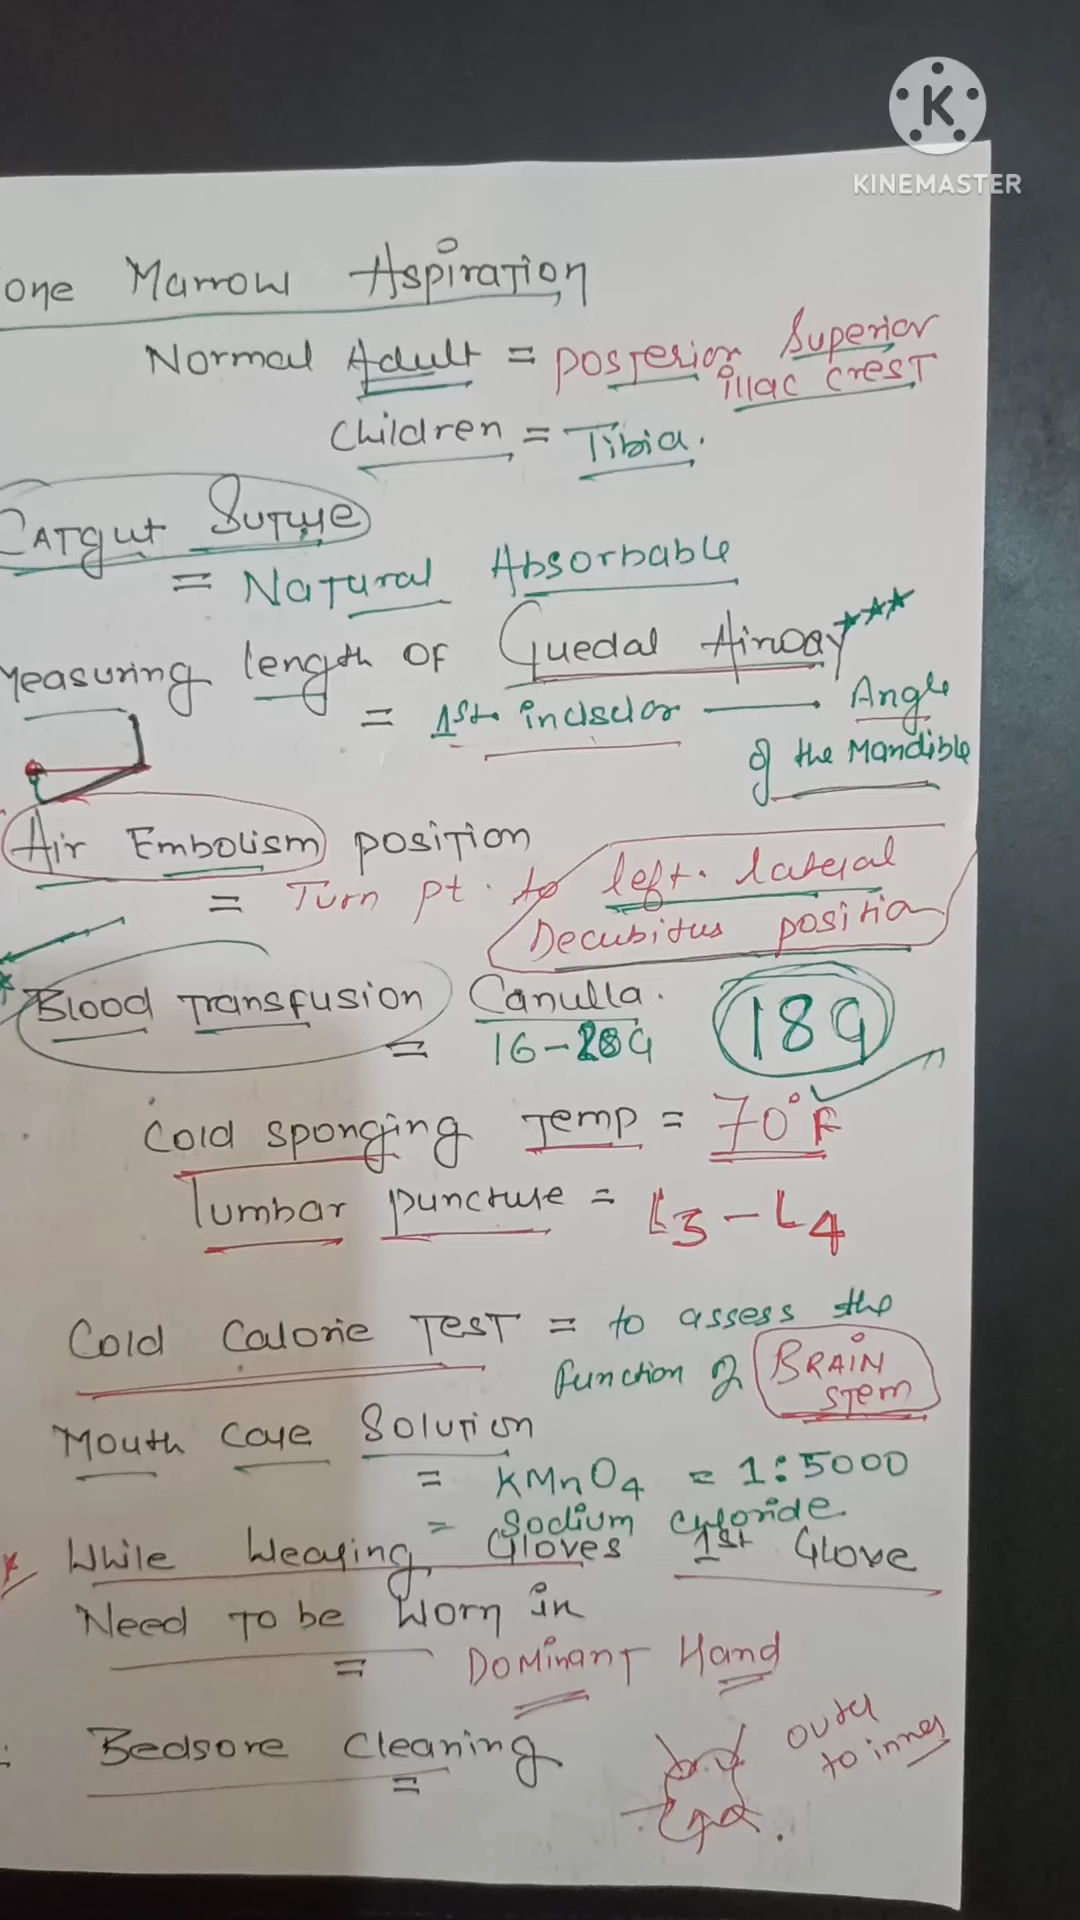 K
KINEMASTER
one Marrow Aspiration
Normal Adult = Posterior Superior
illac crest
Children = Tibia.
Catgut Suture
= Natural Absorbable
Measuring length of Guedal Airway
= 1st incisior — Angle
of the Mandible
Air Embolism position
= Turn pt. to left. lateral
Decubitus position
Blood Transfusion Canulla.
= 16-18G 18G
Cold sponging Temp = 70°F
Lumbar puncture = L3-L4
Cold Calorie Test = to assess the
function of Brain
Stem
Mouth Care Solution
= KMnO4 = 1:5000
= Sodium Chloride.
While Wearing Gloves 1st Glove
Need To be Worn in
= Dominant Hand
Bedsore Cleaning
= outer
to inner